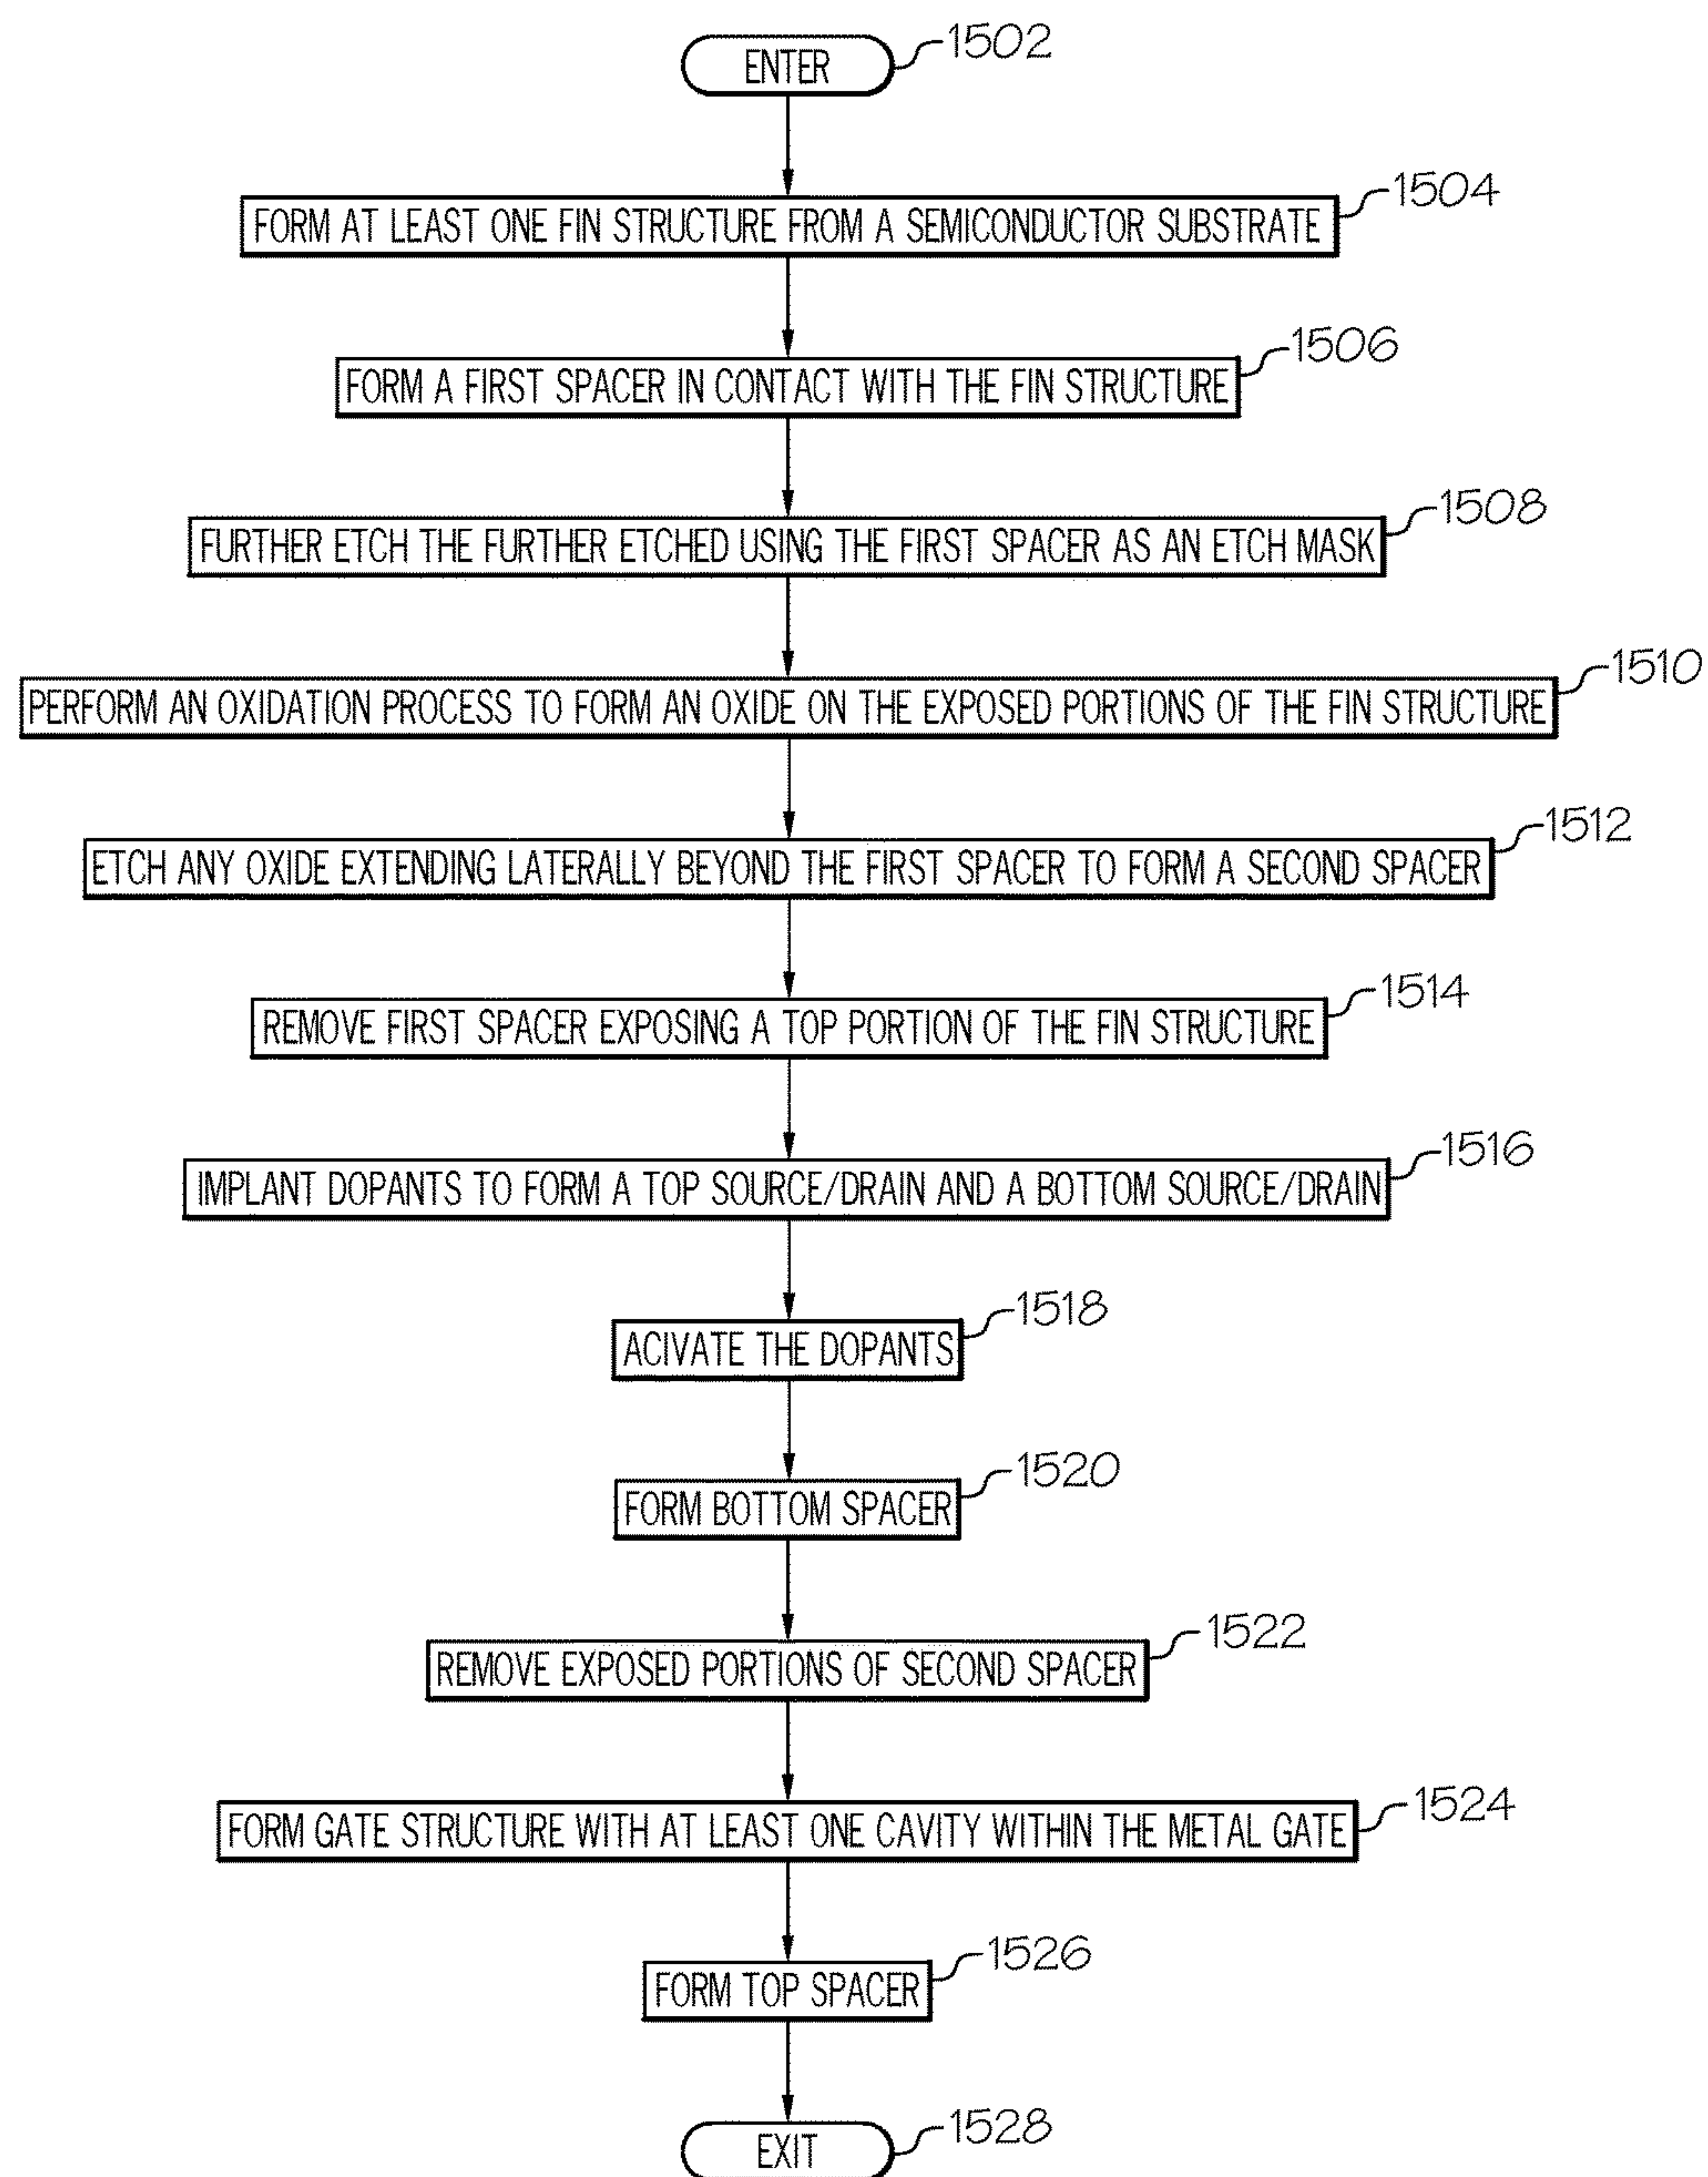 ENTER
1502
FORM AT LEAST ONE FIN STRUCTURE FROM A SEMICONDUCTOR SUBSTRATE
1504
FORM A FIRST SPACER IN CONTACT WITH THE FIN STRUCTURE
1506
FURTHER ETCH THE FURTHER ETCHED USING THE FIRST SPACER AS AN ETCH MASK
1508
PERFORM AN OXIDATION PROCESS TO FORM AN OXIDE ON THE EXPOSED PORTIONS OF THE FIN STRUCTURE
1510
ETCH ANY OXIDE EXTENDING LATERALLY BEYOND THE FIRST SPACER TO FORM A SECOND SPACER
1512
REMOVE FIRST SPACER EXPOSING A TOP PORTION OF THE FIN STRUCTURE
1514
IMPLANT DOPANTS TO FORM A TOP SOURCE/DRAIN AND A BOTTOM SOURCE/DRAIN
1516
ACIVATE THE DOPANTS
1518
FORM BOTTOM SPACER
1520
REMOVE EXPOSED PORTIONS OF SECOND SPACER
1522
FORM GATE STRUCTURE WITH AT LEAST ONE CAVITY WITHIN THE METAL GATE
1524
FORM TOP SPACER
1526
EXIT
1528